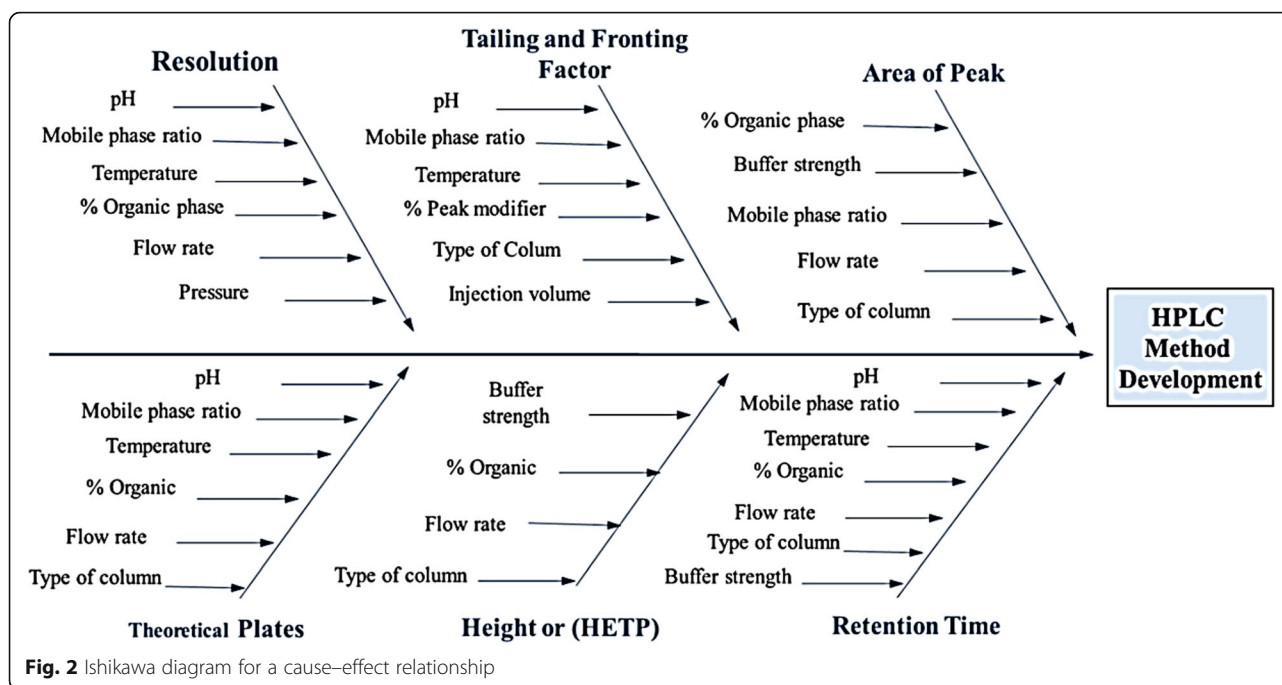 Resolution
pH
Mobile phase ratio
Temperature
% Organic phase
Flow rate
Pressure
Tailing and Fronting
Factor
pH
Mobile phase ratio
Temperature
% Peak modifier
Type of Colum
Injection volume
Area of Peak
% Organic phase
Buffer strength
Mobile phase ratio
Flow rate
Type of column
HPLC
Method
Development
pH
Mobile phase ratio
Temperature
% Organic
Flow rate
Type of column
Theoretical Plates
Buffer
strength
% Organic
Flow rate
Type of column
Height or (HETP)
pH
Mobile phase ratio
Temperature
% Organic
Flow rate
Type of column
Buffer strength
Retention Time
Fig. 2 Ishikawa diagram for a cause–effect relationship